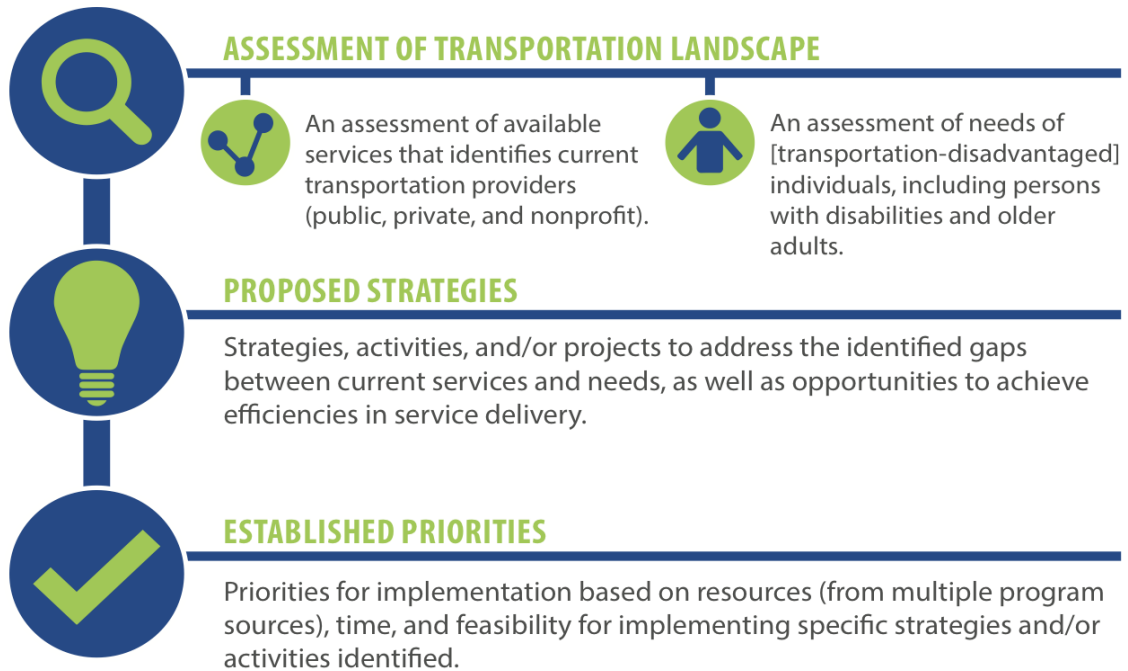 ASSESSMENT OF TRANSPORTATION LANDSCAPE
An assessment of available
services that identifies current
transportation providers
(public, private, and nonprofit).
An assessment of needs of
[transportation-disadvantaged]
individuals, including persons
with disabilities and older
adults.
PROPOSED STRATEGIES
Strategies, activities, and/or projects to address the identified gaps
between current services and needs, as well as opportunities to achieve
efficiencies in service delivery.
ESTABLISHED PRIORITIES
Priorities for implementation based on resources (from multiple program
sources), time, and feasibility for implementing specific strategies and/or
activities identified.